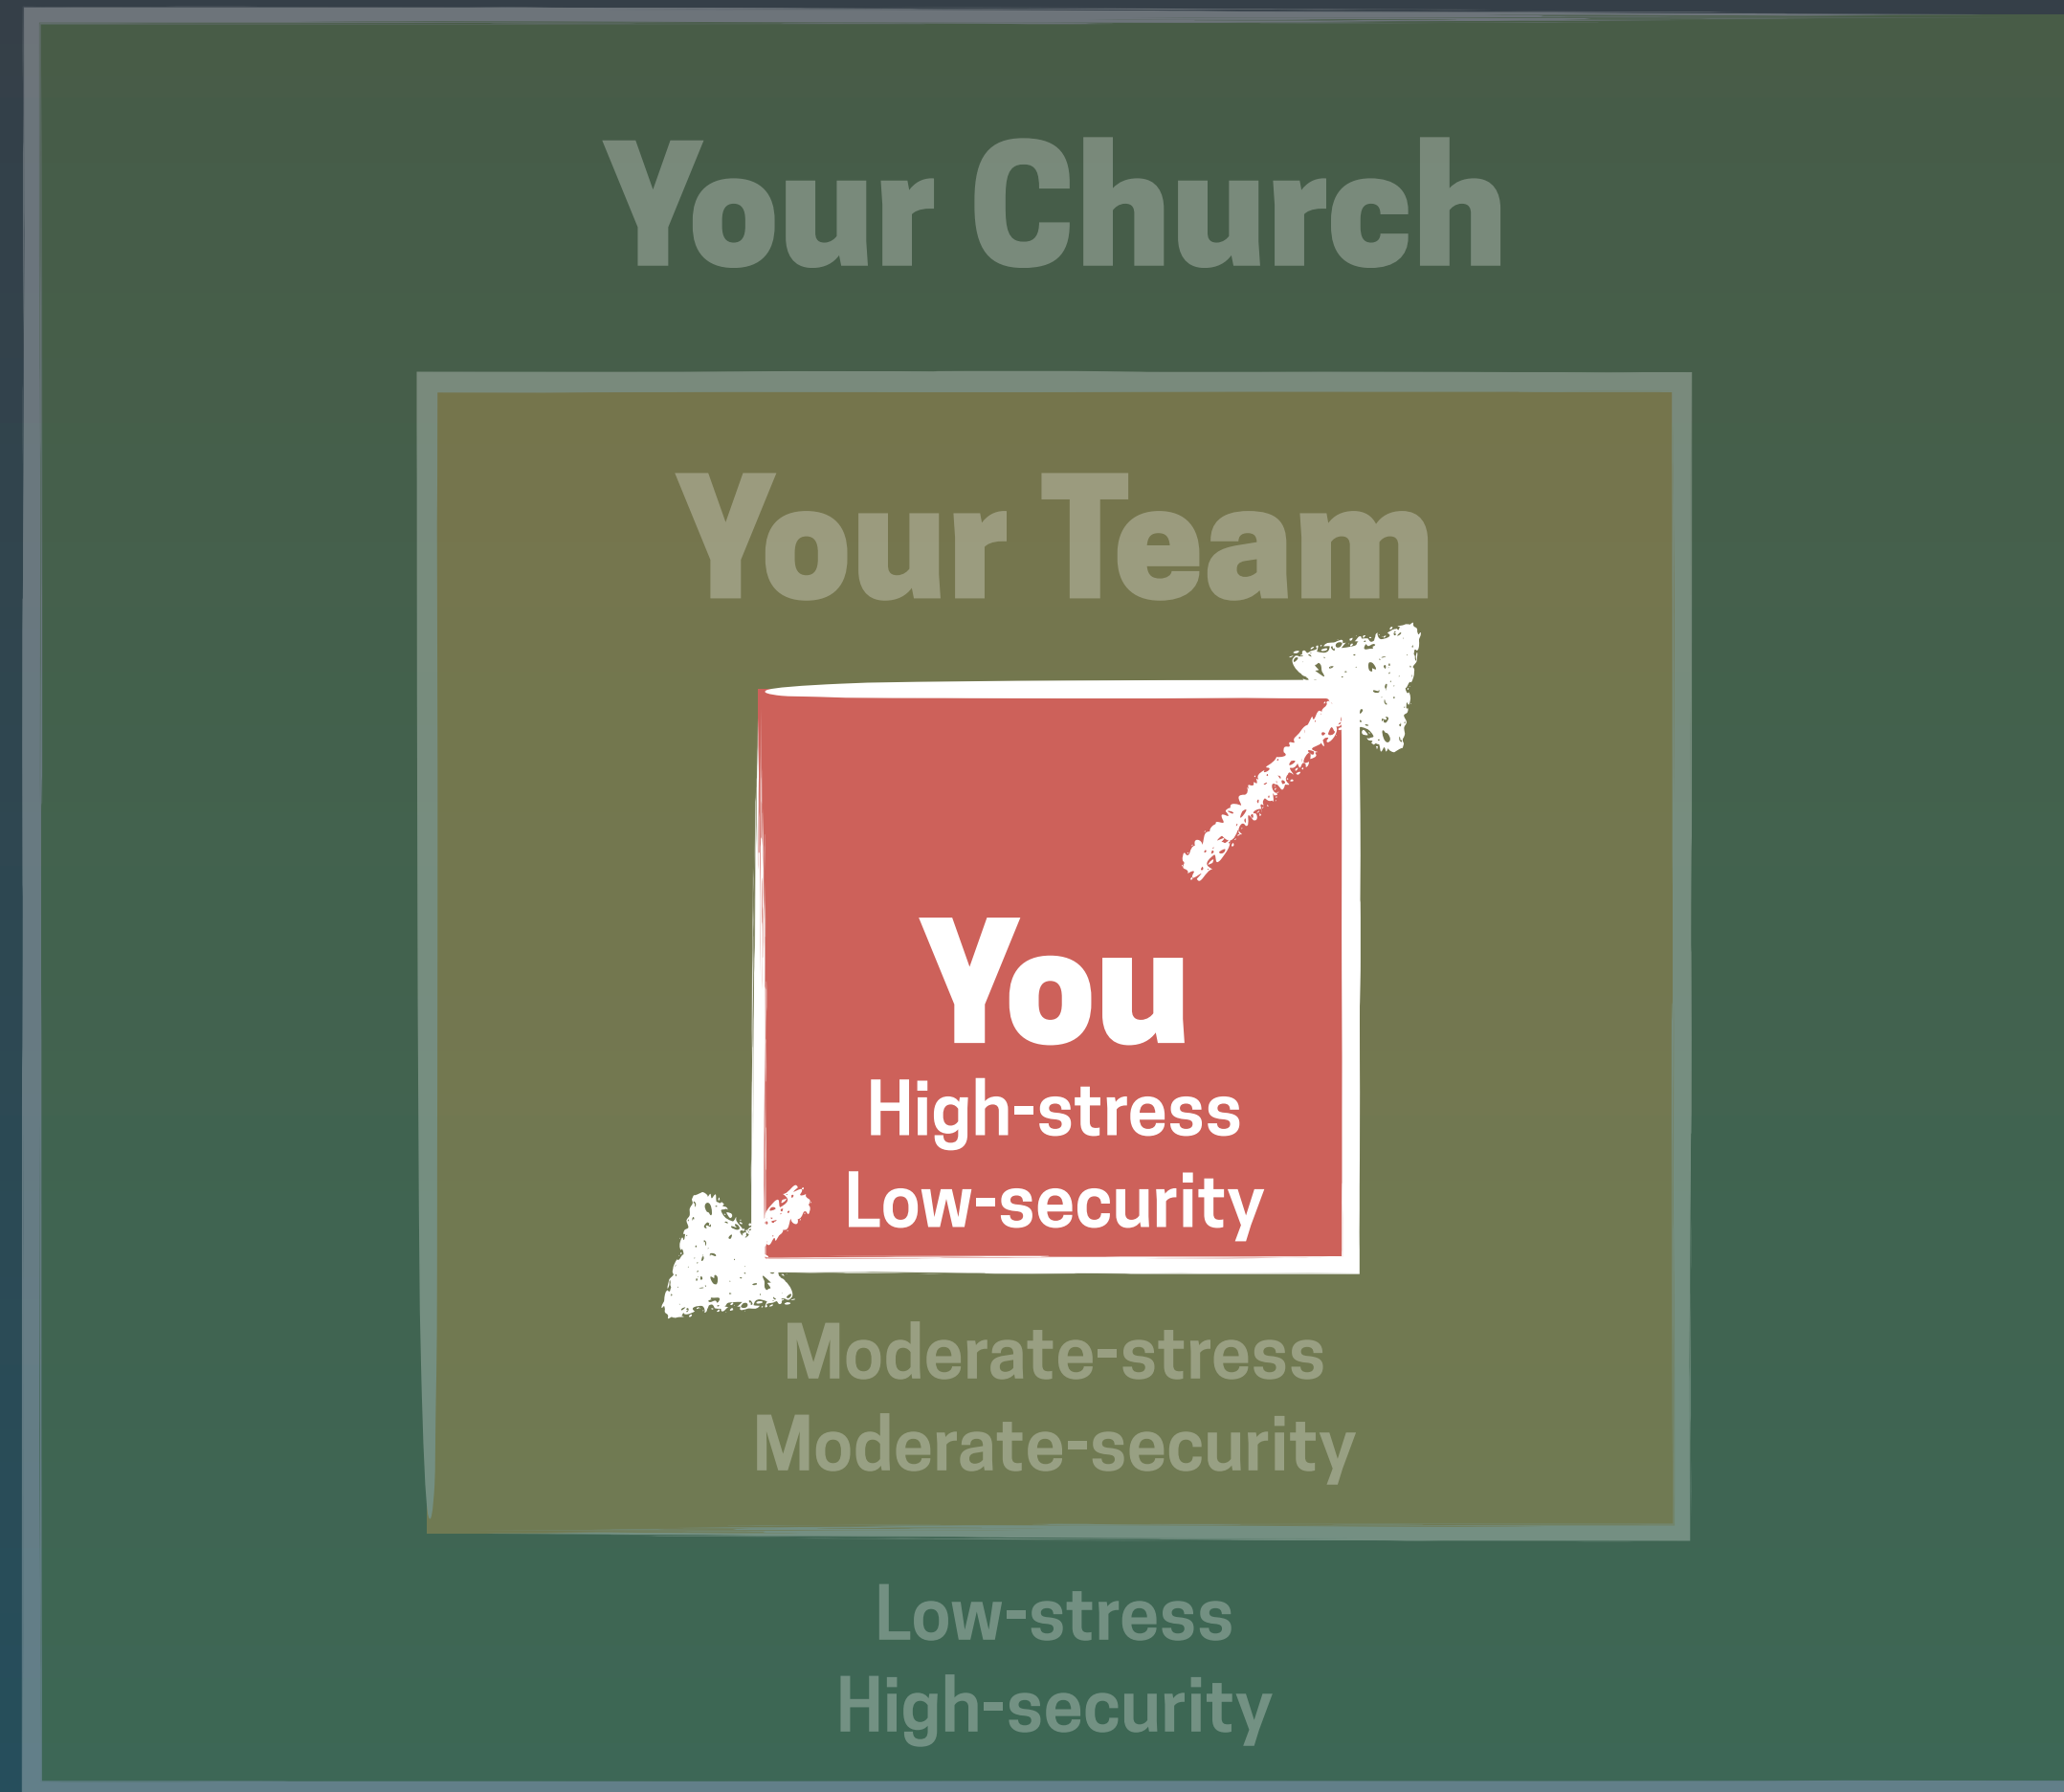 Your Church
Your Team
You
High-stress
Low-security
Moderate-stress
Moderate-security
Low-stress
High-security